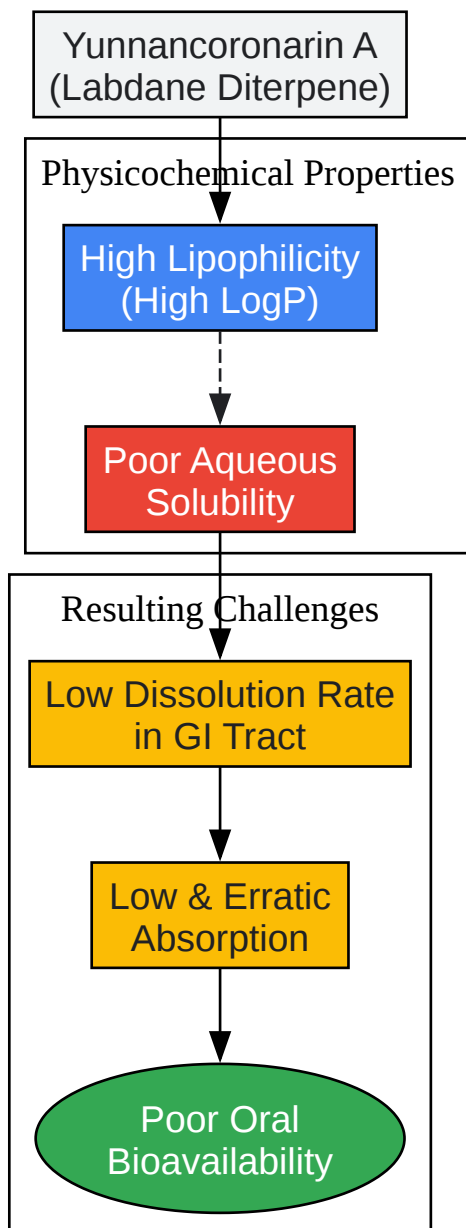 Yunnancoronarin A
(Labdane Diterpene)
Physicochemical Properties
High Lipophilicity
(High LogP)
Poor Aqueous
Solubility
Resulting Challenges
Low Dissolution Rate
in GI Tract
Low & Erratic
Absorption
Poor Oral
Bioavailability